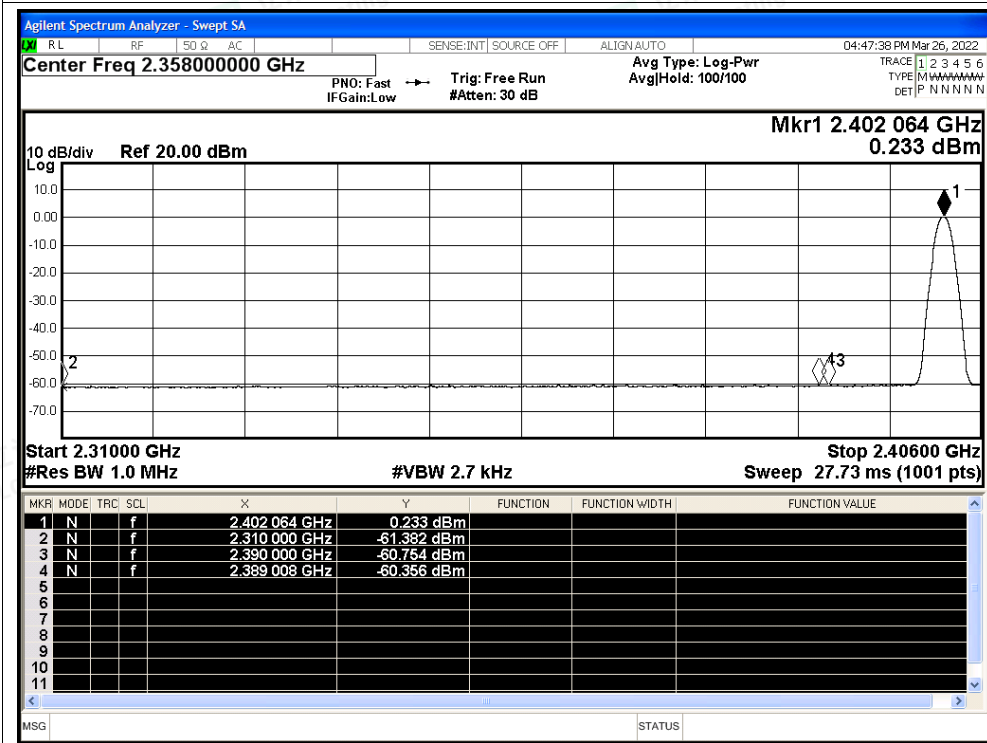 Agilent Spectrum Analyzer - Swept SA
LXI RL RF 50 Ω AC SENSE:INT SOURCE OFF ALIGN AUTO 04:47:38 PM Mar 26, 2022
Center Freq 2.358000000 GHz Avg Type: Log-Pwr TRACE 1 2 3 4 5 6
PNO: Fast Trig: Free Run Avg|Hold: 100/100 TYPE M
IFGain:Low #Atten: 30 dB DET P N N N N N
Mkr1 2.402 064 GHz
10 dB/div Ref 20.00 dBm 0.233 dBm
Log
10.0
1
0.00
-10.0
-20.0
-30.0
-40.0
-50.0
2 4 3
-60.0
-70.0
Start 2.31000 GHz Stop 2.40600 GHz
#Res BW 1.0 MHz #VBW 2.7 kHz Sweep 27.73 ms (1001 pts)
MKR MODE TRC SCL X Y FUNCTION FUNCTION WIDTH FUNCTION VALUE
1 N f 2.402 064 GHz 0.233 dBm
2 N f 2.310 000 GHz -61.382 dBm
3 N f 2.390 000 GHz -60.754 dBm
4 N f 2.389 008 GHz -60.356 dBm
5
6
7
8
9
10
11
MSG STATUS